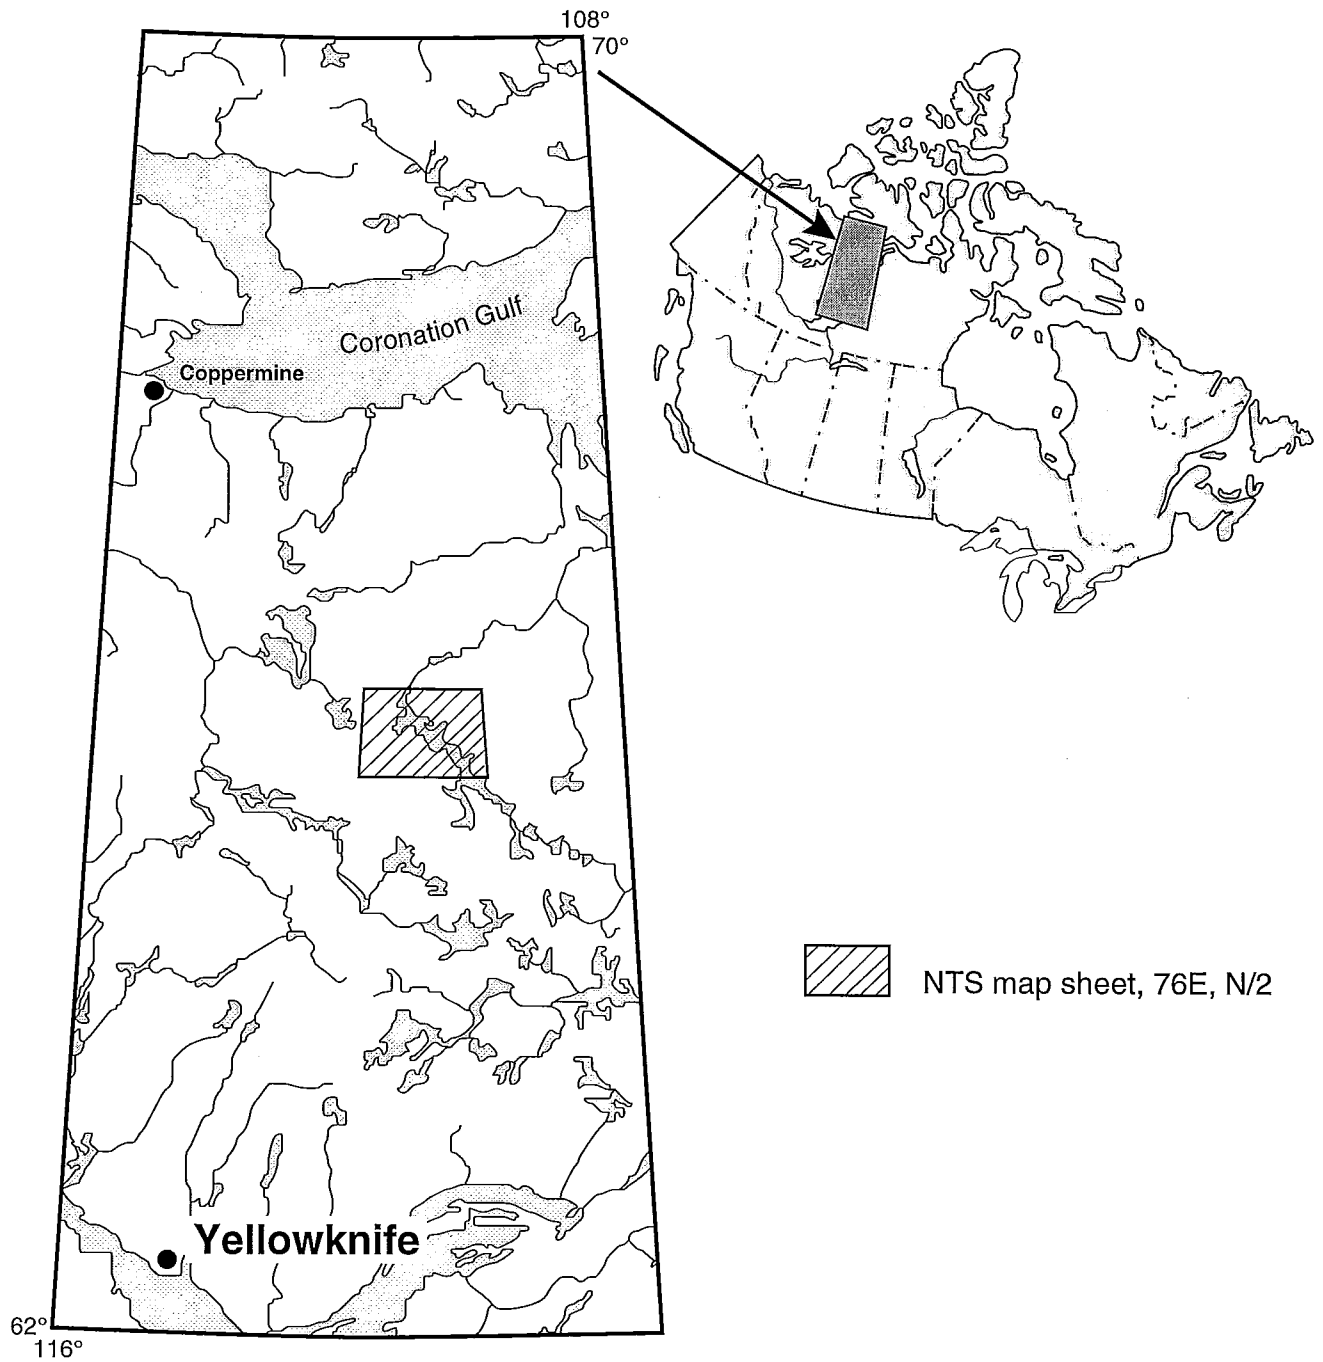 108°
70°
Coronation Gulf
Coppermine
NTS map sheet, 76E, N/2
Yellowknife
62°
116°